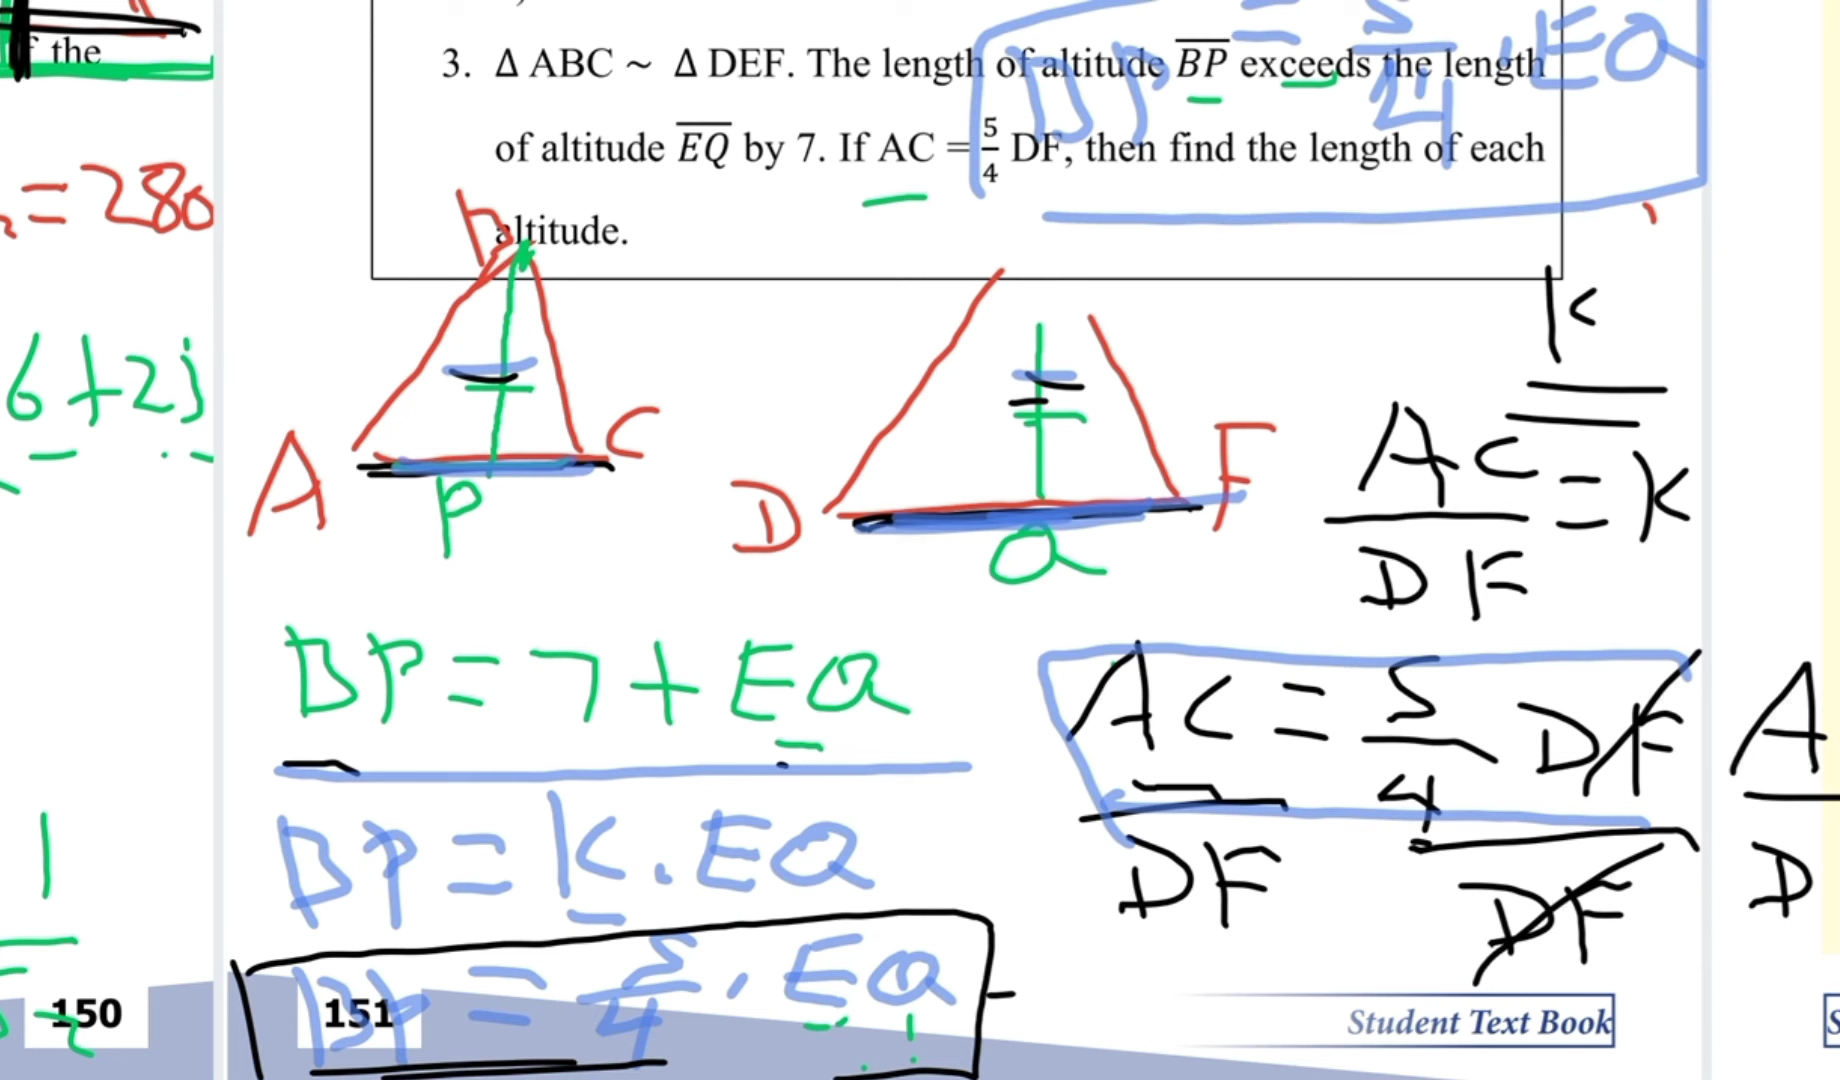 f the
= 280
6+2j
1
150
3. Δ ABC ~ Δ DEF. The length of altitude BP exceeds the length
of altitude EQ by 7. If AC = 5/4 DF, then find the length of each
altitude.
BP = 5/4 . EQ
b
A
C
P
D
F
Q
K
AC/DF = K
BP = 7 + EQ
AC/DF = 5/4 DF/DF
A
D
BP = K . EQ
BP = 5/4 . EQ
151
Student Text Book
S